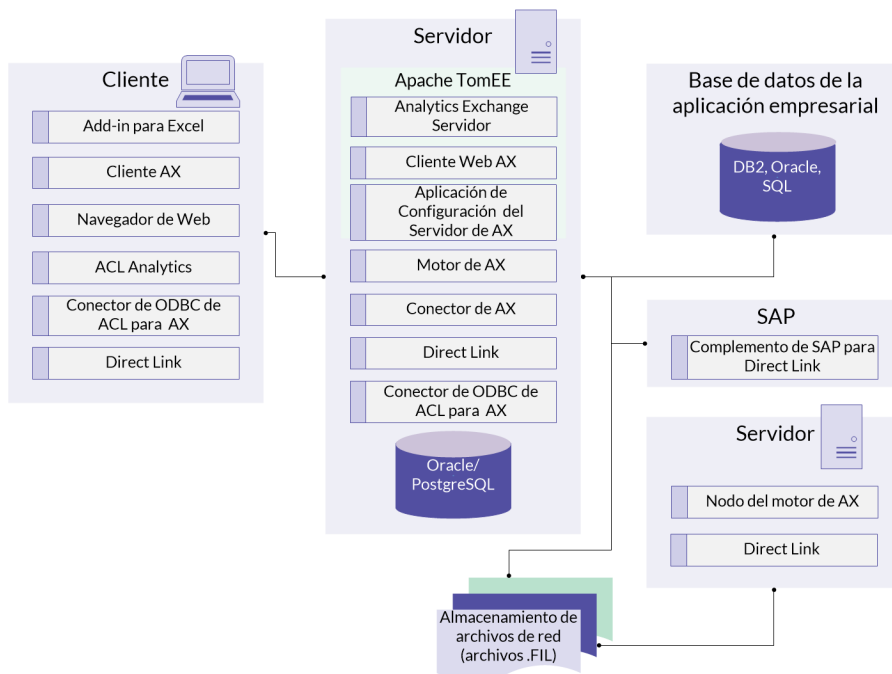 Cliente
Add-in para Excel
Cliente AX
Navegador de Web
ACL Analytics
Conector de ODBC de
ACL para AX
Direct Link
Servidor
Apache TomEE
Analytics Exchange
Servidor
Cliente Web AX
Aplicación de
Configuración del
Servidor de AX
Motor de AX
Conector de AX
Direct Link
Conector de ODBC de
ACL para AX
Oracle/
PostgreSQL
Base de datos de la
aplicación empresarial
DB2, Oracle,
SQL
SAP
Complemento de SAP para
Direct Link
Servidor
Nodo del motor de AX
Direct Link
Almacenamiento de
archivos de red
(archivos .FIL)